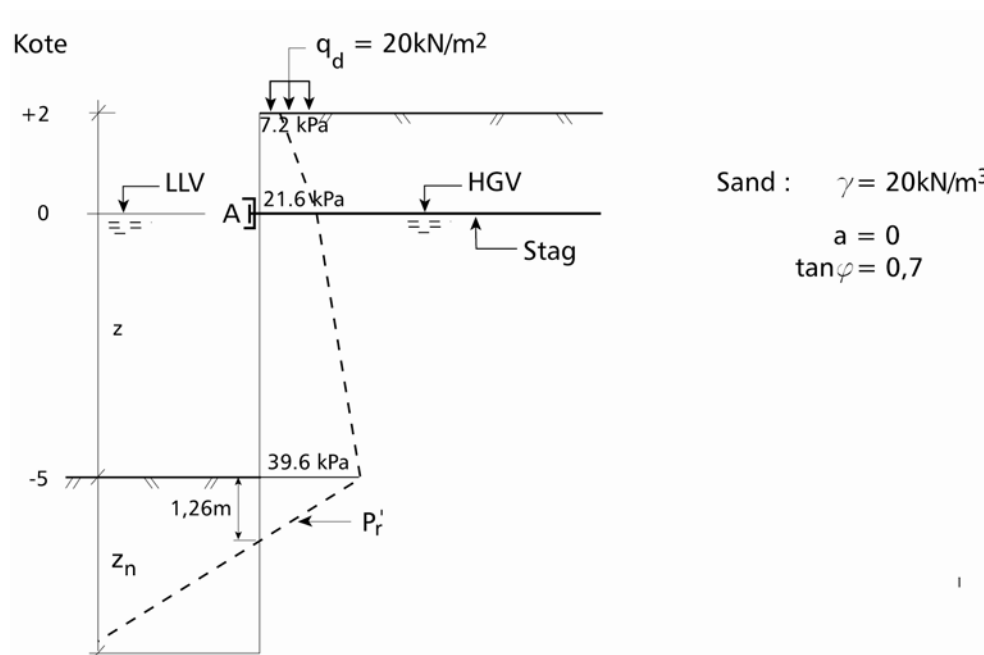 Kote
q_d = 20kN/m²
+2
7.2 kPa
LLV
HGV
0
A
21.6 kPa
Stag
Sand : γ = 20kN/m³
a = 0
tanφ = 0,7
z
-5
39.6 kPa
1,26m
P_r'
z_n